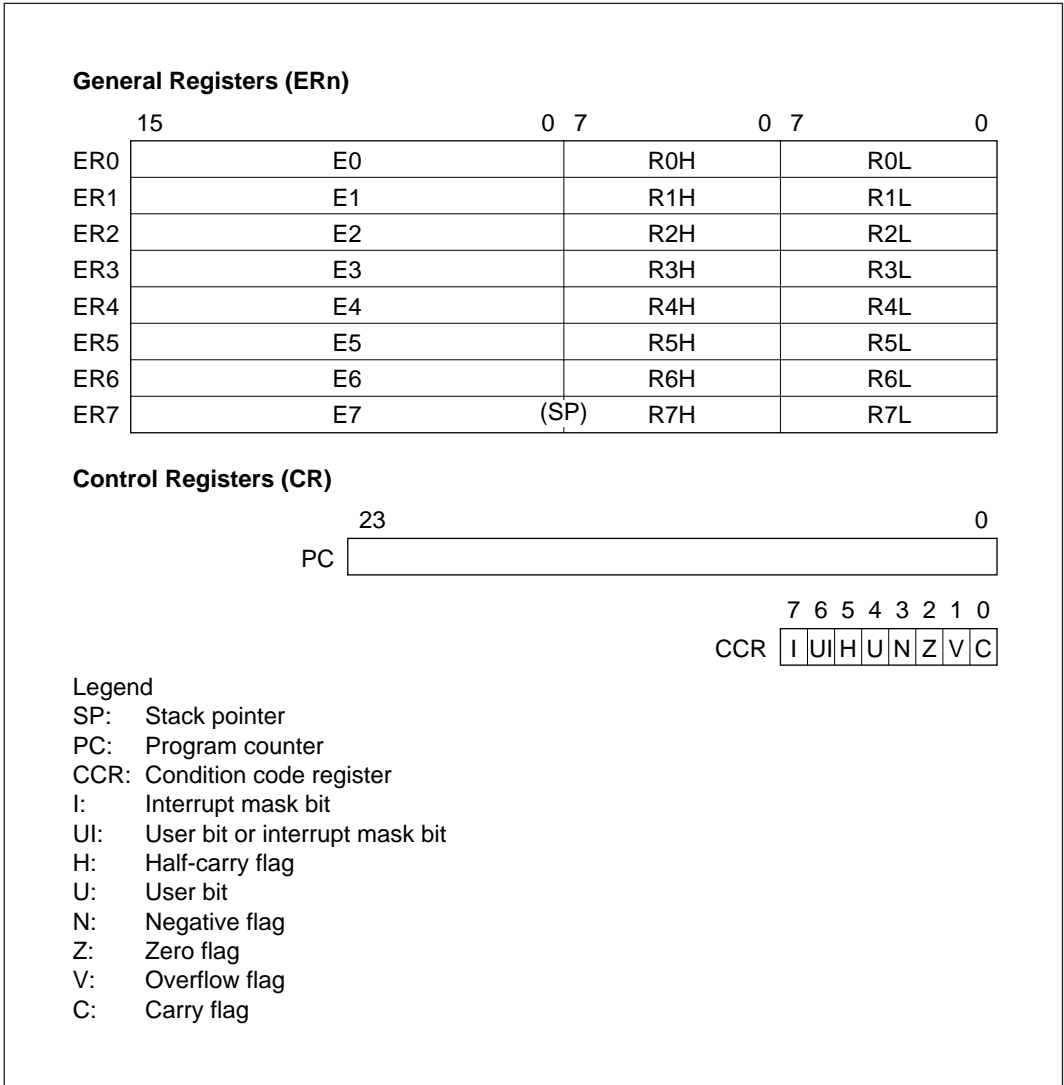 General Registers (ERn)
15 0 7 0 7 0
ER0 E0 R0H R0L
ER1 E1 R1H R1L
ER2 E2 R2H R2L
ER3 E3 R3H R3L
ER4 E4 R4H R4L
ER5 E5 R5H R5L
ER6 E6 R6H R6L
ER7 E7 (SP) R7H R7L
Control Registers (CR)
23 0
PC
7 6 5 4 3 2 1 0
CCR I UI H U N Z V C
Legend
SP: Stack pointer
PC: Program counter
CCR: Condition code register
I: Interrupt mask bit
UI: User bit or interrupt mask bit
H: Half-carry flag
U: User bit
N: Negative flag
Z: Zero flag
V: Overflow flag
C: Carry flag